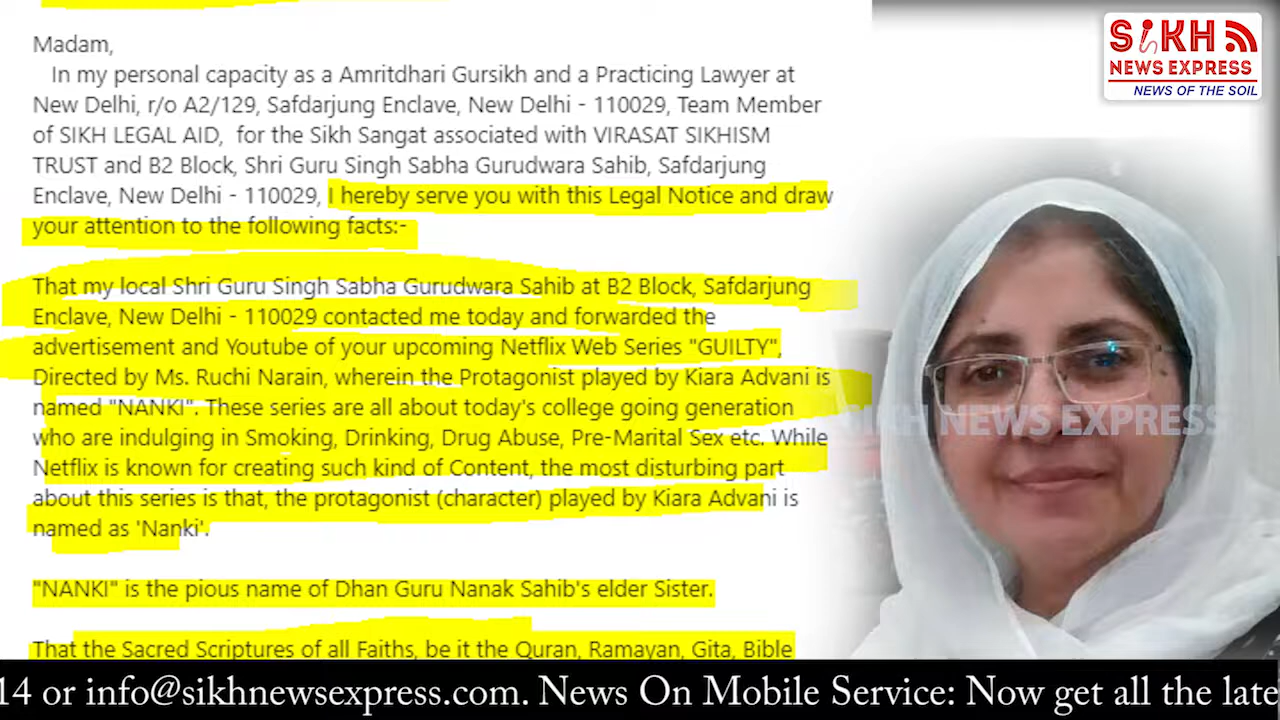 Madam,
In my personal capacity as a Amritdhari Gursikh and a Practicing Lawyer at
New Delhi, r/o A2/129, Safdarjung Enclave, New Delhi - 110029, Team Member
of SIKH LEGAL AID, for the Sikh Sangat associated with VIRASAT SIKHISM
TRUST and B2 Block, Shri Guru Singh Sabha Gurudwara Sahib, Safdarjung
Enclave, New Delhi - 110029, I hereby serve you with this Legal Notice and draw
your attention to the following facts:-
That my local Shri Guru Singh Sabha Gurudwara Sahib at B2 Block, Safdarjung
Enclave, New Delhi - 110029 contacted me today and forwarded the
advertisement and Youtube of your upcoming Netflix Web Series "GUILTY",
Directed by Ms. Ruchi Narain, wherein the Protagonist played by Kiara Advani is
named "NANKI". These series are all about today's college going generation
who are indulging in Smoking, Drinking, Drug Abuse, Pre-Marital Sex etc. While
Netflix is known for creating such kind of Content, the most disturbing part
about this series is that, the protagonist (character) played by Kiara Advani is
named as 'Nanki'.
"NANKI" is the pious name of Dhan Guru Nanak Sahib's elder Sister.
That the Sacred Scriptures of all Faiths, be it the Quran, Ramayan, Gita, Bible
SiKH
NEWS EXPRESS
NEWS OF THE SOIL
SIKH NEWS EXPRESS
14 or info@sikhnewsexpress.com. News On Mobile Service: Now get all the late